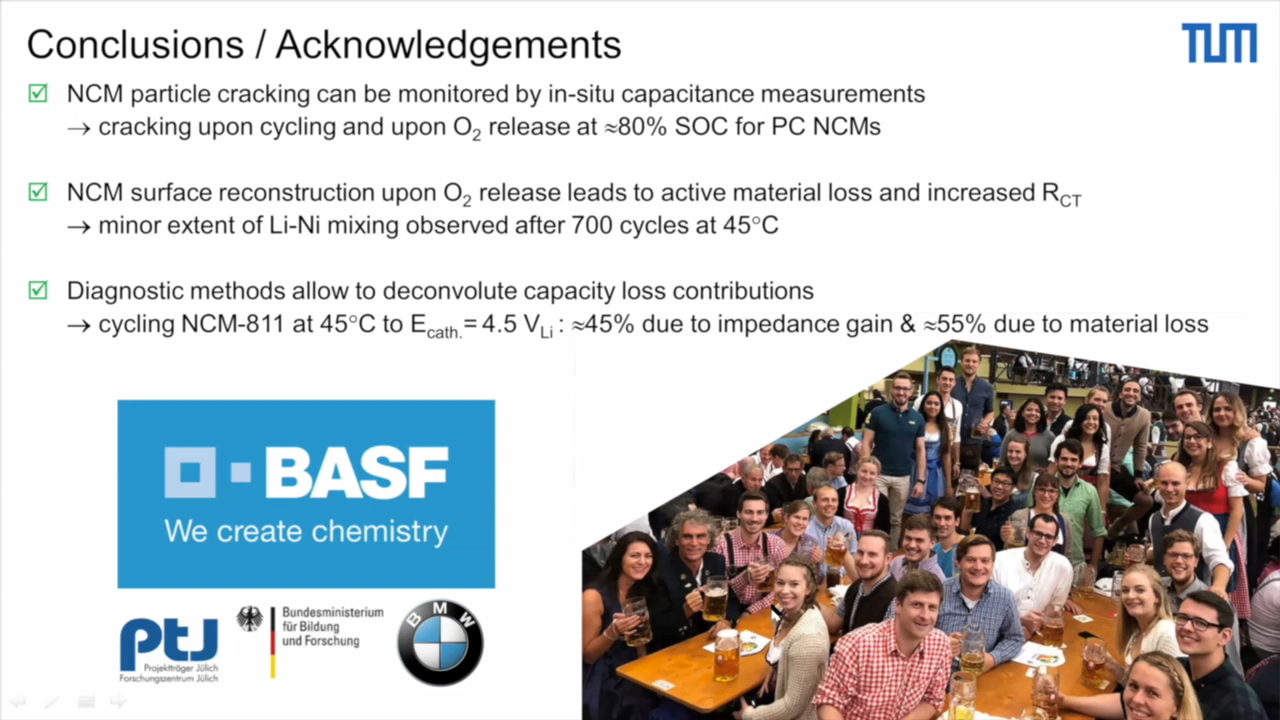 Conclusions / Acknowledgements
TUM
☑ NCM particle cracking can be monitored by in-situ capacitance measurements
→ cracking upon cycling and upon O₂ release at ≈80% SOC for PC NCMs
☑ NCM surface reconstruction upon O₂ release leads to active material loss and increased R_CT
→ minor extent of Li-Ni mixing observed after 700 cycles at 45°C
☑ Diagnostic methods allow to deconvolute capacity loss contributions
→ cycling NCM-811 at 45°C to E_cath. = 4.5 V_Li : ≈45% due to impedance gain & ≈55% due to material loss
BASF
We create chemistry
ptJ
Projektträger Jülich
Forschungszentrum Jülich
Bundesministerium
für Bildung
und Forschung
BMW